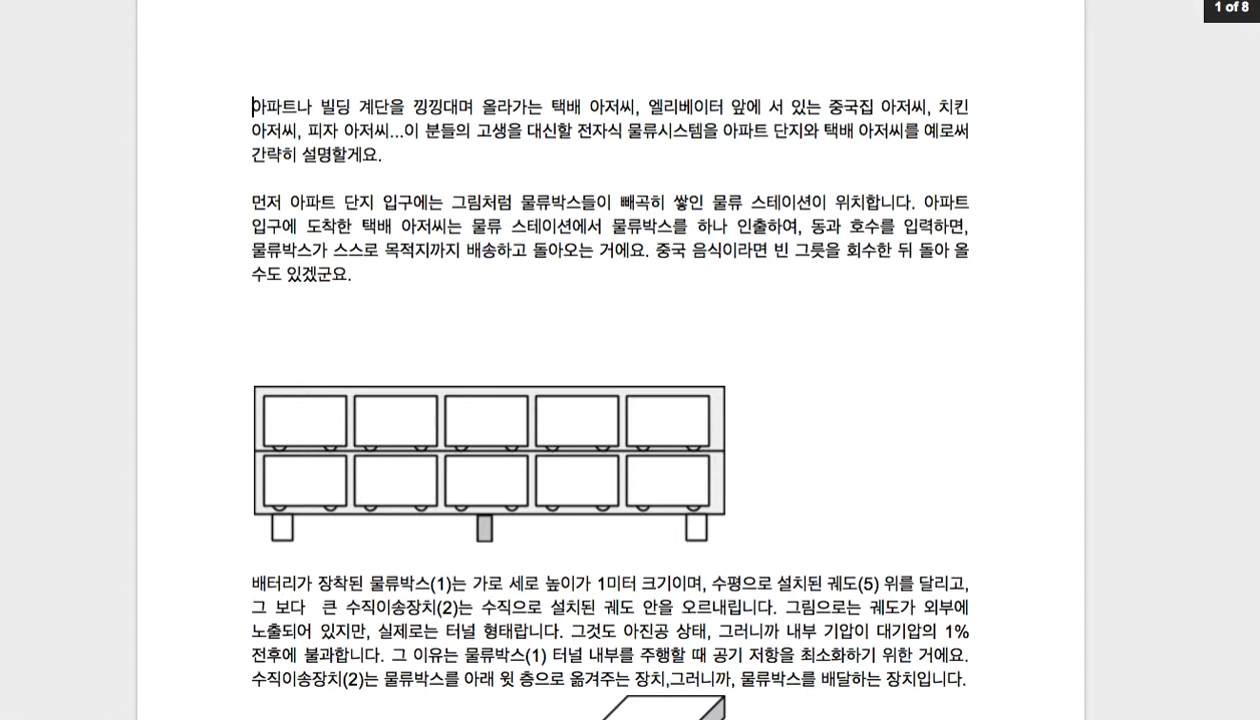 1 of 8
아파트나 빌딩 계단을 낑낑대며 올라가는 택배 아저씨, 엘리베이터 앞에 서 있는 중국집 아저씨, 치킨
아저씨, 피자 아저씨...이 분들의 고생을 대신할 전자식 물류시스템을 아파트 단지와 택배 아저씨를 예로써
간략히 설명할게요.
먼저 아파트 단지 입구에는 그림처럼 물류박스들이 빼곡히 쌓인 물류 스테이션이 위치합니다. 아파트
입구에 도착한 택배 아저씨는 물류 스테이션에서 물류박스를 하나 인출하여, 동과 호수를 입력하면,
물류박스가 스스로 목적지까지 배송하고 돌아오는 거에요. 중국 음식이라면 빈 그릇을 회수한 뒤 돌아 올
수도 있겠군요.
배터리가 장착된 물류박스(1)는 가로 세로 높이가 1미터 크기이며, 수평으로 설치된 궤도(5) 위를 달리고,
그 보다 큰 수직이송장치(2)는 수직으로 설치된 궤도 안을 오르내립니다. 그림으로는 궤도가 외부에
노출되어 있지만, 실제로는 터널 형태랍니다. 그것도 아진공 상태, 그러니까 내부 기압이 대기압의 1%
전후에 불과합니다. 그 이유는 물류박스(1) 터널 내부를 주행할 때 공기 저항을 최소화하기 위한 거에요.
수직이송장치(2)는 물류박스를 아래 윗 층으로 옮겨주는 장치,그러니까, 물류박스를 배달하는 장치입니다.